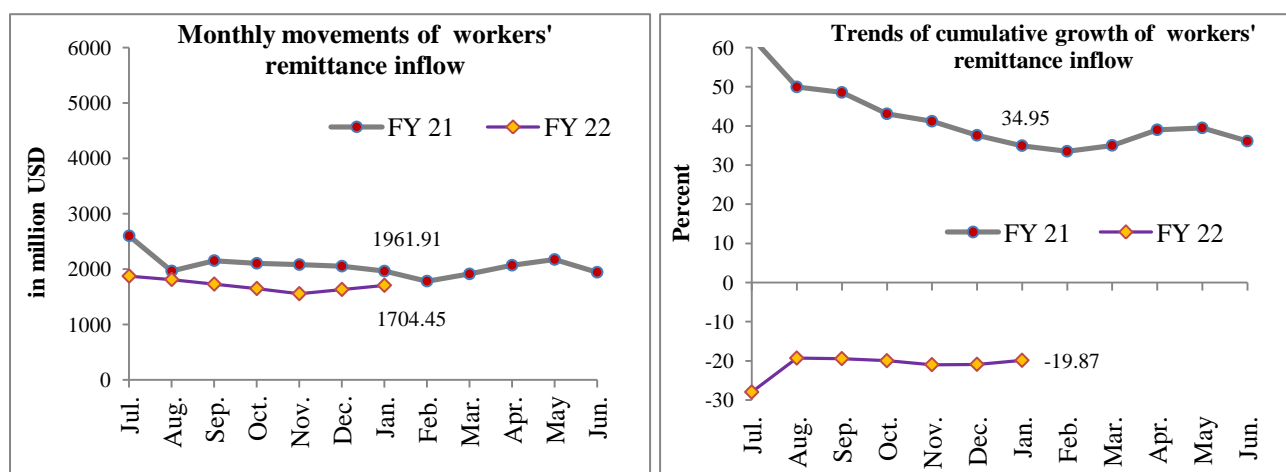 Monthly movements of workers'
remittance inflow
6000
5000
4000
3000
2000
1000
0
in million USD
FY 21
FY 22
1961.91
1704.45
Jul.
Aug.
Sep.
Oct.
Nov.
Dec.
Jan.
Feb.
Mar.
Apr.
May
Jun.
Trends of cumulative growth of workers'
remittance inflow
60
50
40
30
20
10
0
-10
-20
-30
Percent
34.95
FY 21
FY 22
-19.87
Jul.
Aug.
Sep.
Oct.
Nov.
Dec.
Jan.
Feb.
Mar.
Apr.
May
Jun.